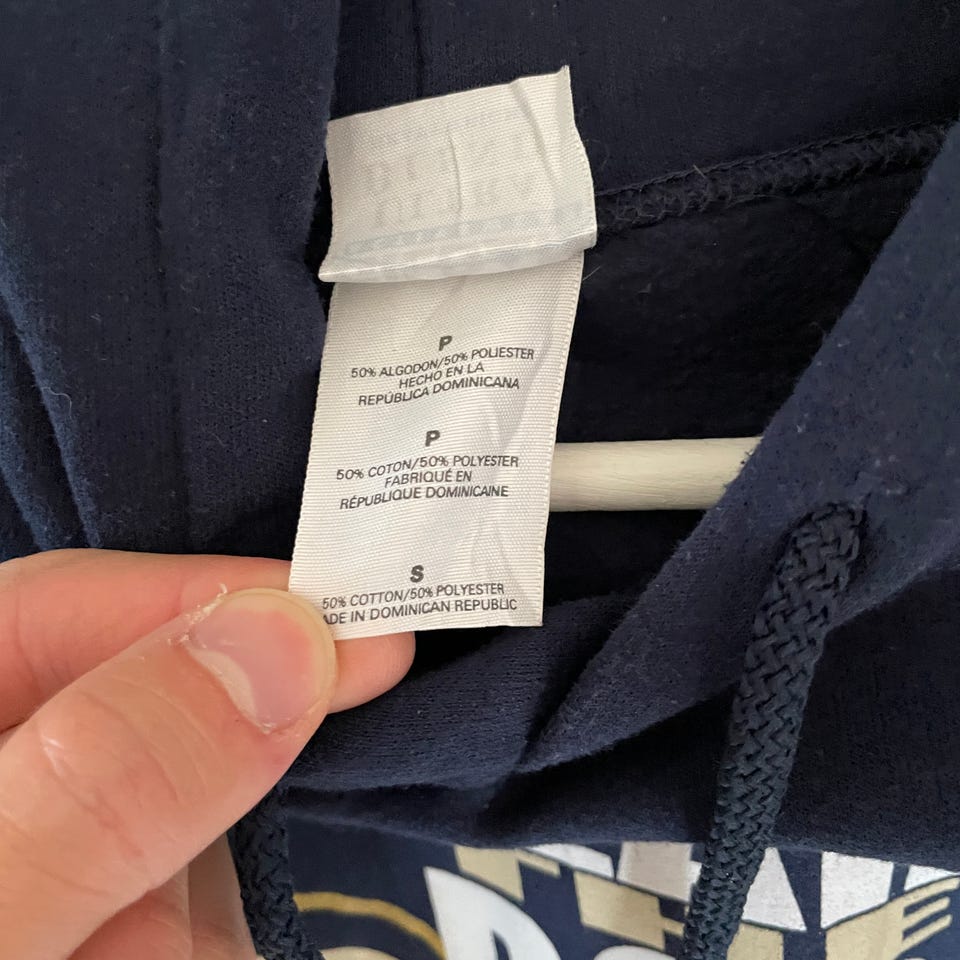 P
50% ALGODON/50% POLIESTER
HECHO EN LA
REPÚBLICA DOMINICANA
P
50% COTON/50% POLYESTER
FABRIQUÉ EN
RÉPUBLIQUE DOMINICAINE
S
50% COTTON/50% POLYESTER
ADE IN DOMINICAN REPUBLIC